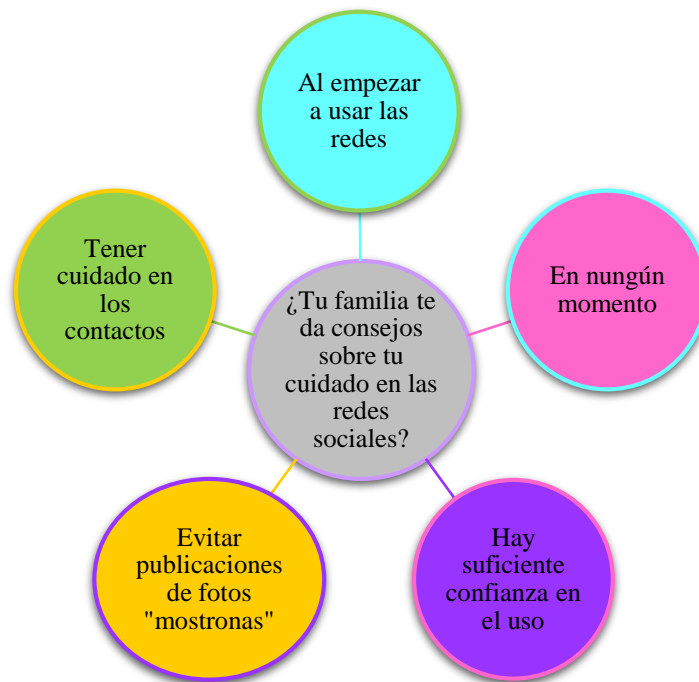 Al empezar
a usar las
redes
Tener
cuidado en
los
contactos
En nungún
momento
¿Tu familia te
da consejos
sobre tu
cuidado en las
redes
sociales?
Evitar
publicaciones
de fotos
"mostronas"
Hay
suficiente
confianza en
el uso